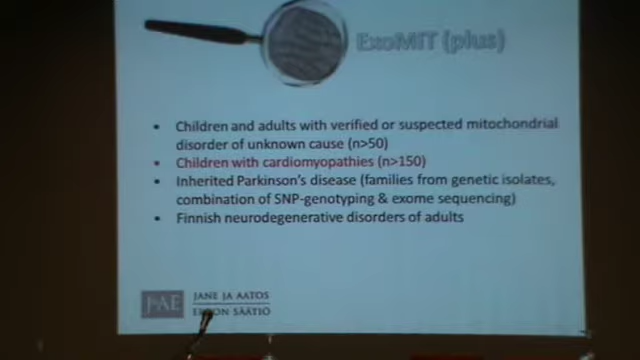 ExoMIT (plus)
• Children and adults with verified or suspected mitochondrial
disorder of unknown cause (n>50)
• Children with cardiomyopathies (n>150)
• Inherited Parkinson's disease (families from genetic isolates,
combination of SNP-genotyping & exome sequencing)
• Finnish neurodegenerative disorders of adults
JAE
JANE JA AATOS
SÄÄTIÖ